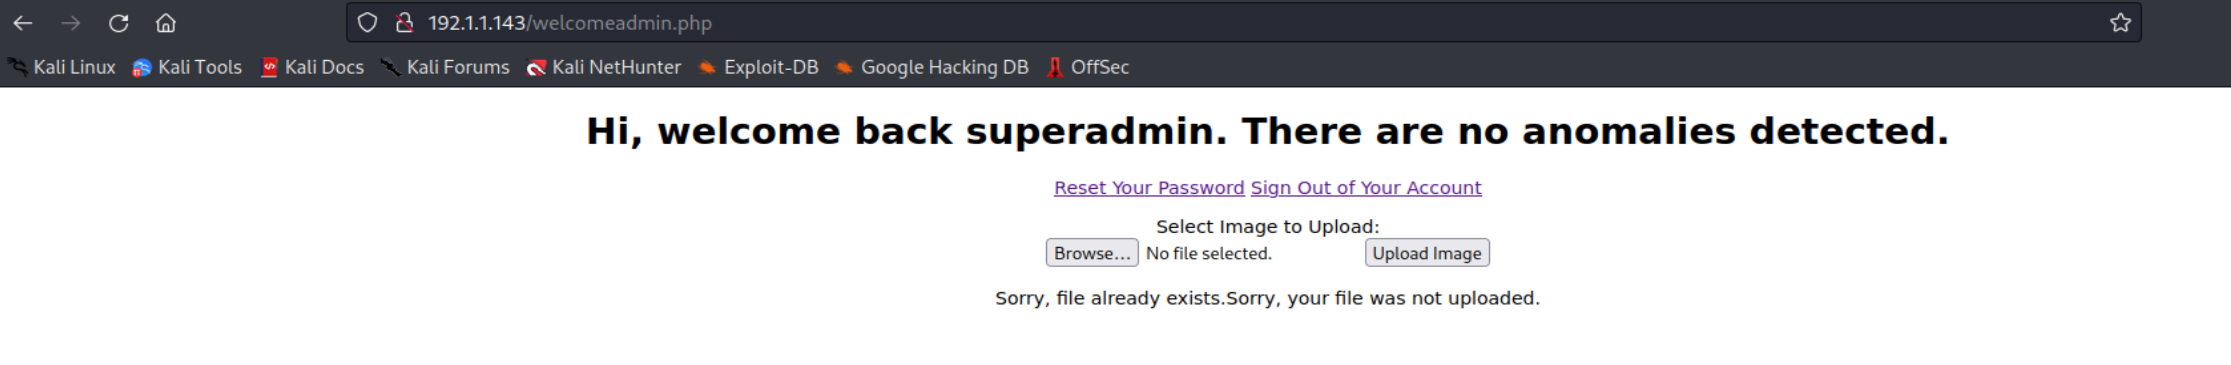 192.1.1.143/welcomeadmin.php
Kali Linux Kali Tools Kali Docs Kali Forums Kali NetHunter Exploit-DB Google Hacking DB OffSec
Hi, welcome back superadmin. There are no anomalies detected.
Reset Your Password Sign Out of Your Account
Select Image to Upload:
Browse... No file selected. Upload Image
Sorry, file already exists.Sorry, your file was not uploaded.